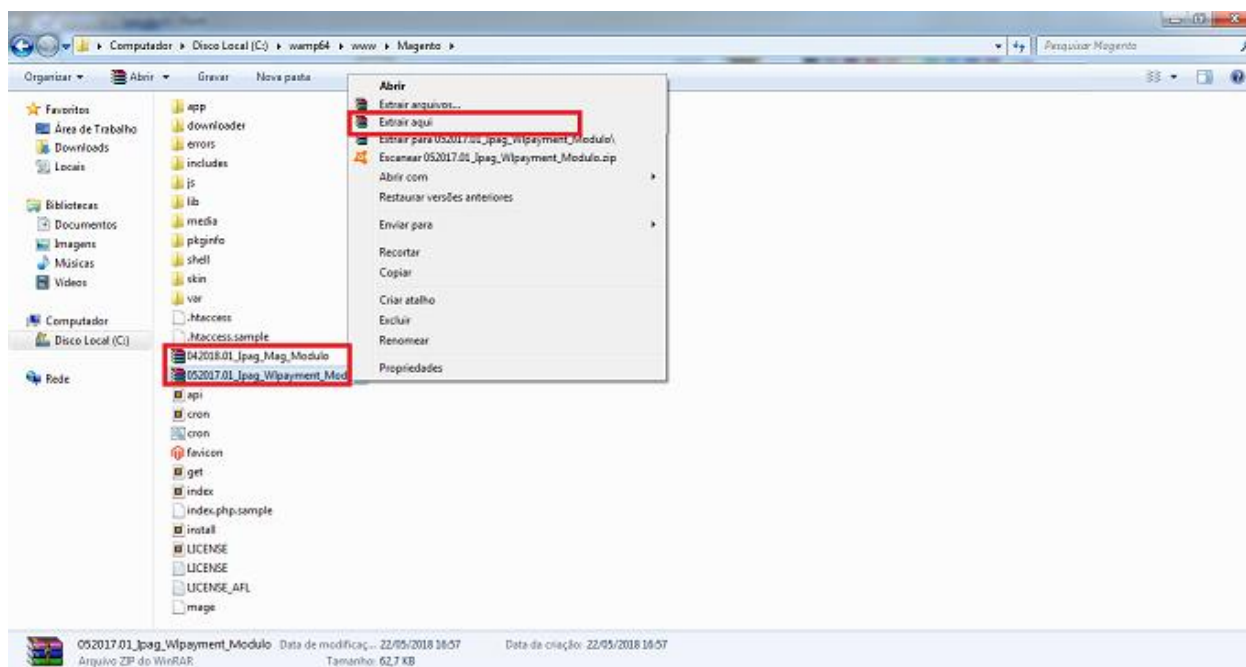 Computador ▸ Disco Local (C:) ▸ wamp64 ▸ www ▸ Magento ▸
Pesquisar Magento
Organizar Abrir Gravar Nova pasta
Favoritos
Área de Trabalho
Downloads
Locais
Bibliotecas
Documentos
Imagens
Músicas
Vídeos
Computador
Disco Local (C:)
Rede
app
downloader
errors
includes
js
lib
media
pkginfo
shell
skin
var
.htaccess
.htaccess.sample
042018.01_Ipag_Mag_Modulo
052017.01_Ipag_WIpayment_Mod
api
cron
cron
favicon
get
index
index.php.sample
install
LICENSE
LICENSE
LICENSE_AFL
mage
Abrir
Extrair arquivos...
Extrair aqui
Extrair para 052017.01_Ipag_WIpayment_Modulo\
Escanear 052017.01_Ipag_WIpayment_Modulo.zip
Abrir com
Restaurar versões anteriores
Enviar para
Recortar
Copiar
Criar atalho
Excluir
Renomear
Propriedades
052017.01_Ipag_WIpayment_Modulo Data de modificaç... 22/05/2018 16:57 Data da criação: 22/05/2018 16:57
Arquivo ZIP do WinRAR Tamanho: 62,7 KB